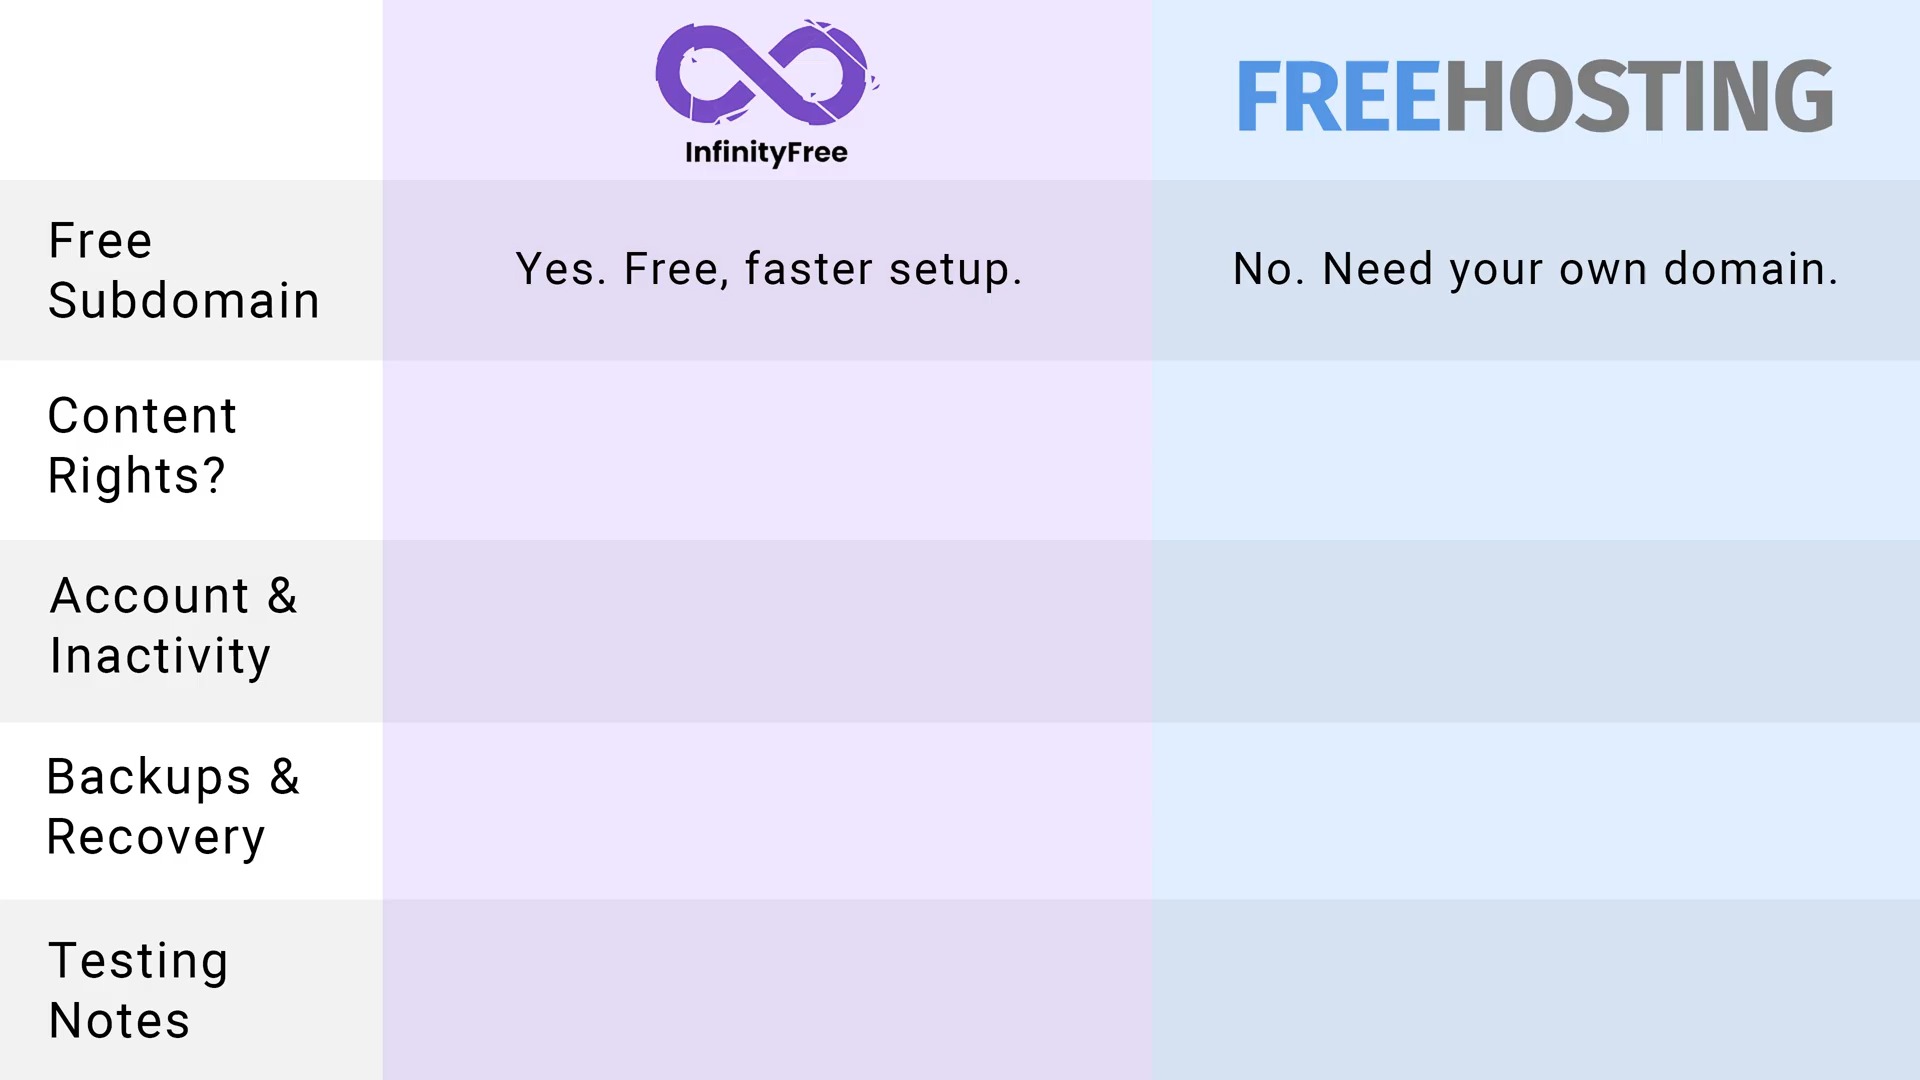 InfinityFree
FREEHOSTING
Free
Subdomain
Yes. Free, faster setup.
No. Need your own domain.
Content
Rights?
Account &
Inactivity
Backups &
Recovery
Testing
Notes